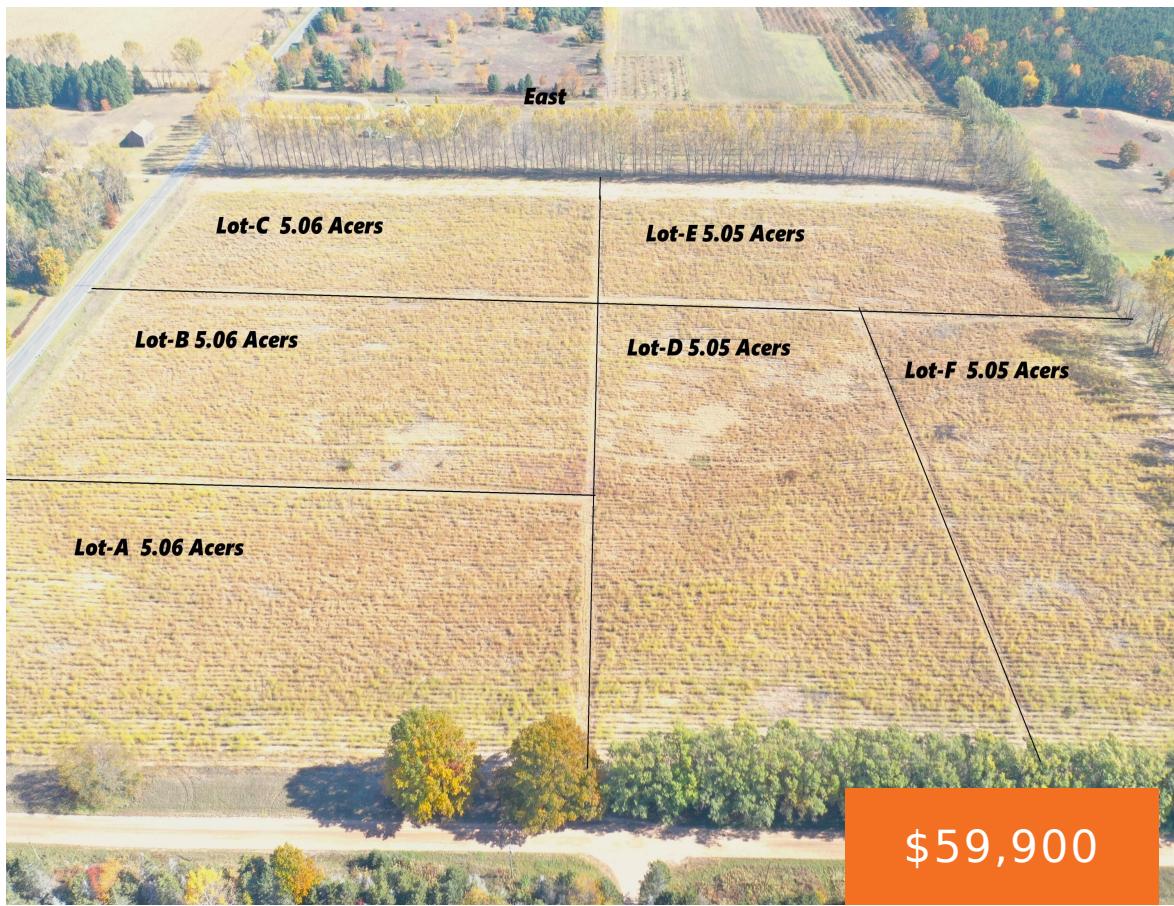 East
Lot-C 5.06 Acers
Lot-E 5.05 Acers
Lot-B 5.06 Acers
Lot-D 5.05 Acers
Lot-F 5.05 Acers
Lot-A 5.06 Acers
$59,900